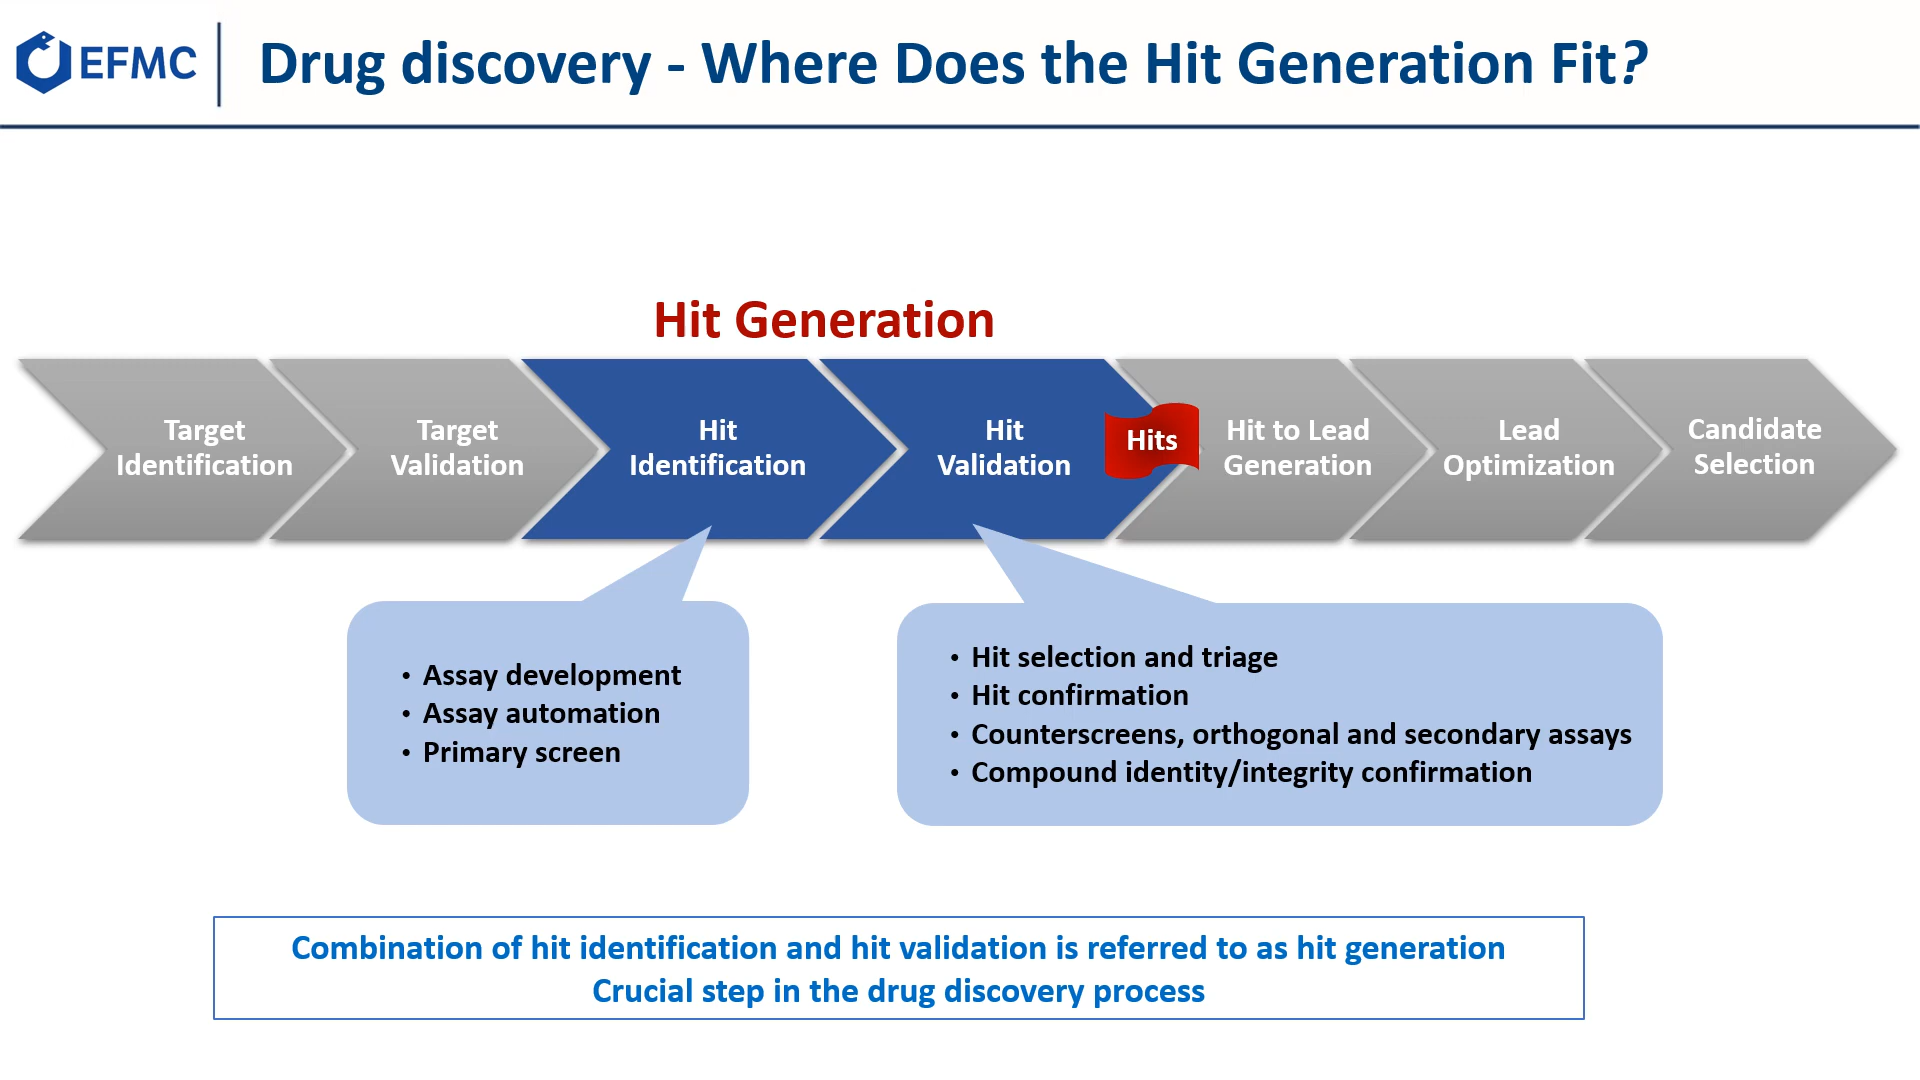 EFMC
Drug discovery - Where Does the Hit Generation Fit?
Hit Generation
Target
Identification
Target
Validation
Hit
Identification
Hit
Validation
Hits
Hit to Lead
Generation
Lead
Optimization
Candidate
Selection
• Assay development
• Assay automation
• Primary screen
• Hit selection and triage
• Hit confirmation
• Counterscreens, orthogonal and secondary assays
• Compound identity/integrity confirmation
Combination of hit identification and hit validation is referred to as hit generation
Crucial step in the drug discovery process